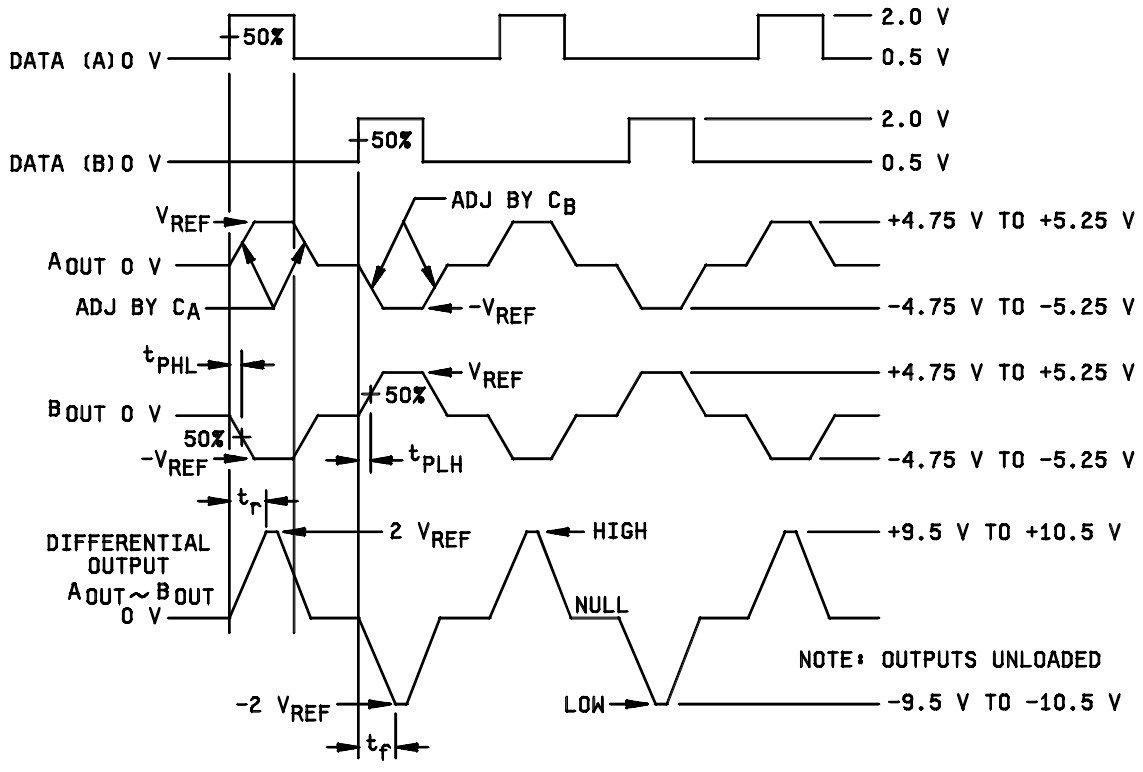 2.0 V
50%
DATA (A) 0 V
0.5 V
2.0 V
50%
DATA (B) 0 V
0.5 V
ADJ BY CB
VREF
+4.75 V TO +5.25 V
AOUT 0 V
ADJ BY CA
-VREF
-4.75 V TO -5.25 V
tPHL
VREF
+4.75 V TO +5.25 V
50%
BOUT 0 V
50%
-VREF
tPLH
-4.75 V TO -5.25 V
tr
2 VREF
HIGH
+9.5 V TO +10.5 V
DIFFERENTIAL
OUTPUT
AOUT~BOUT
0 V
NULL
NOTE: OUTPUTS UNLOADED
-2 VREF
LOW
-9.5 V TO -10.5 V
tf